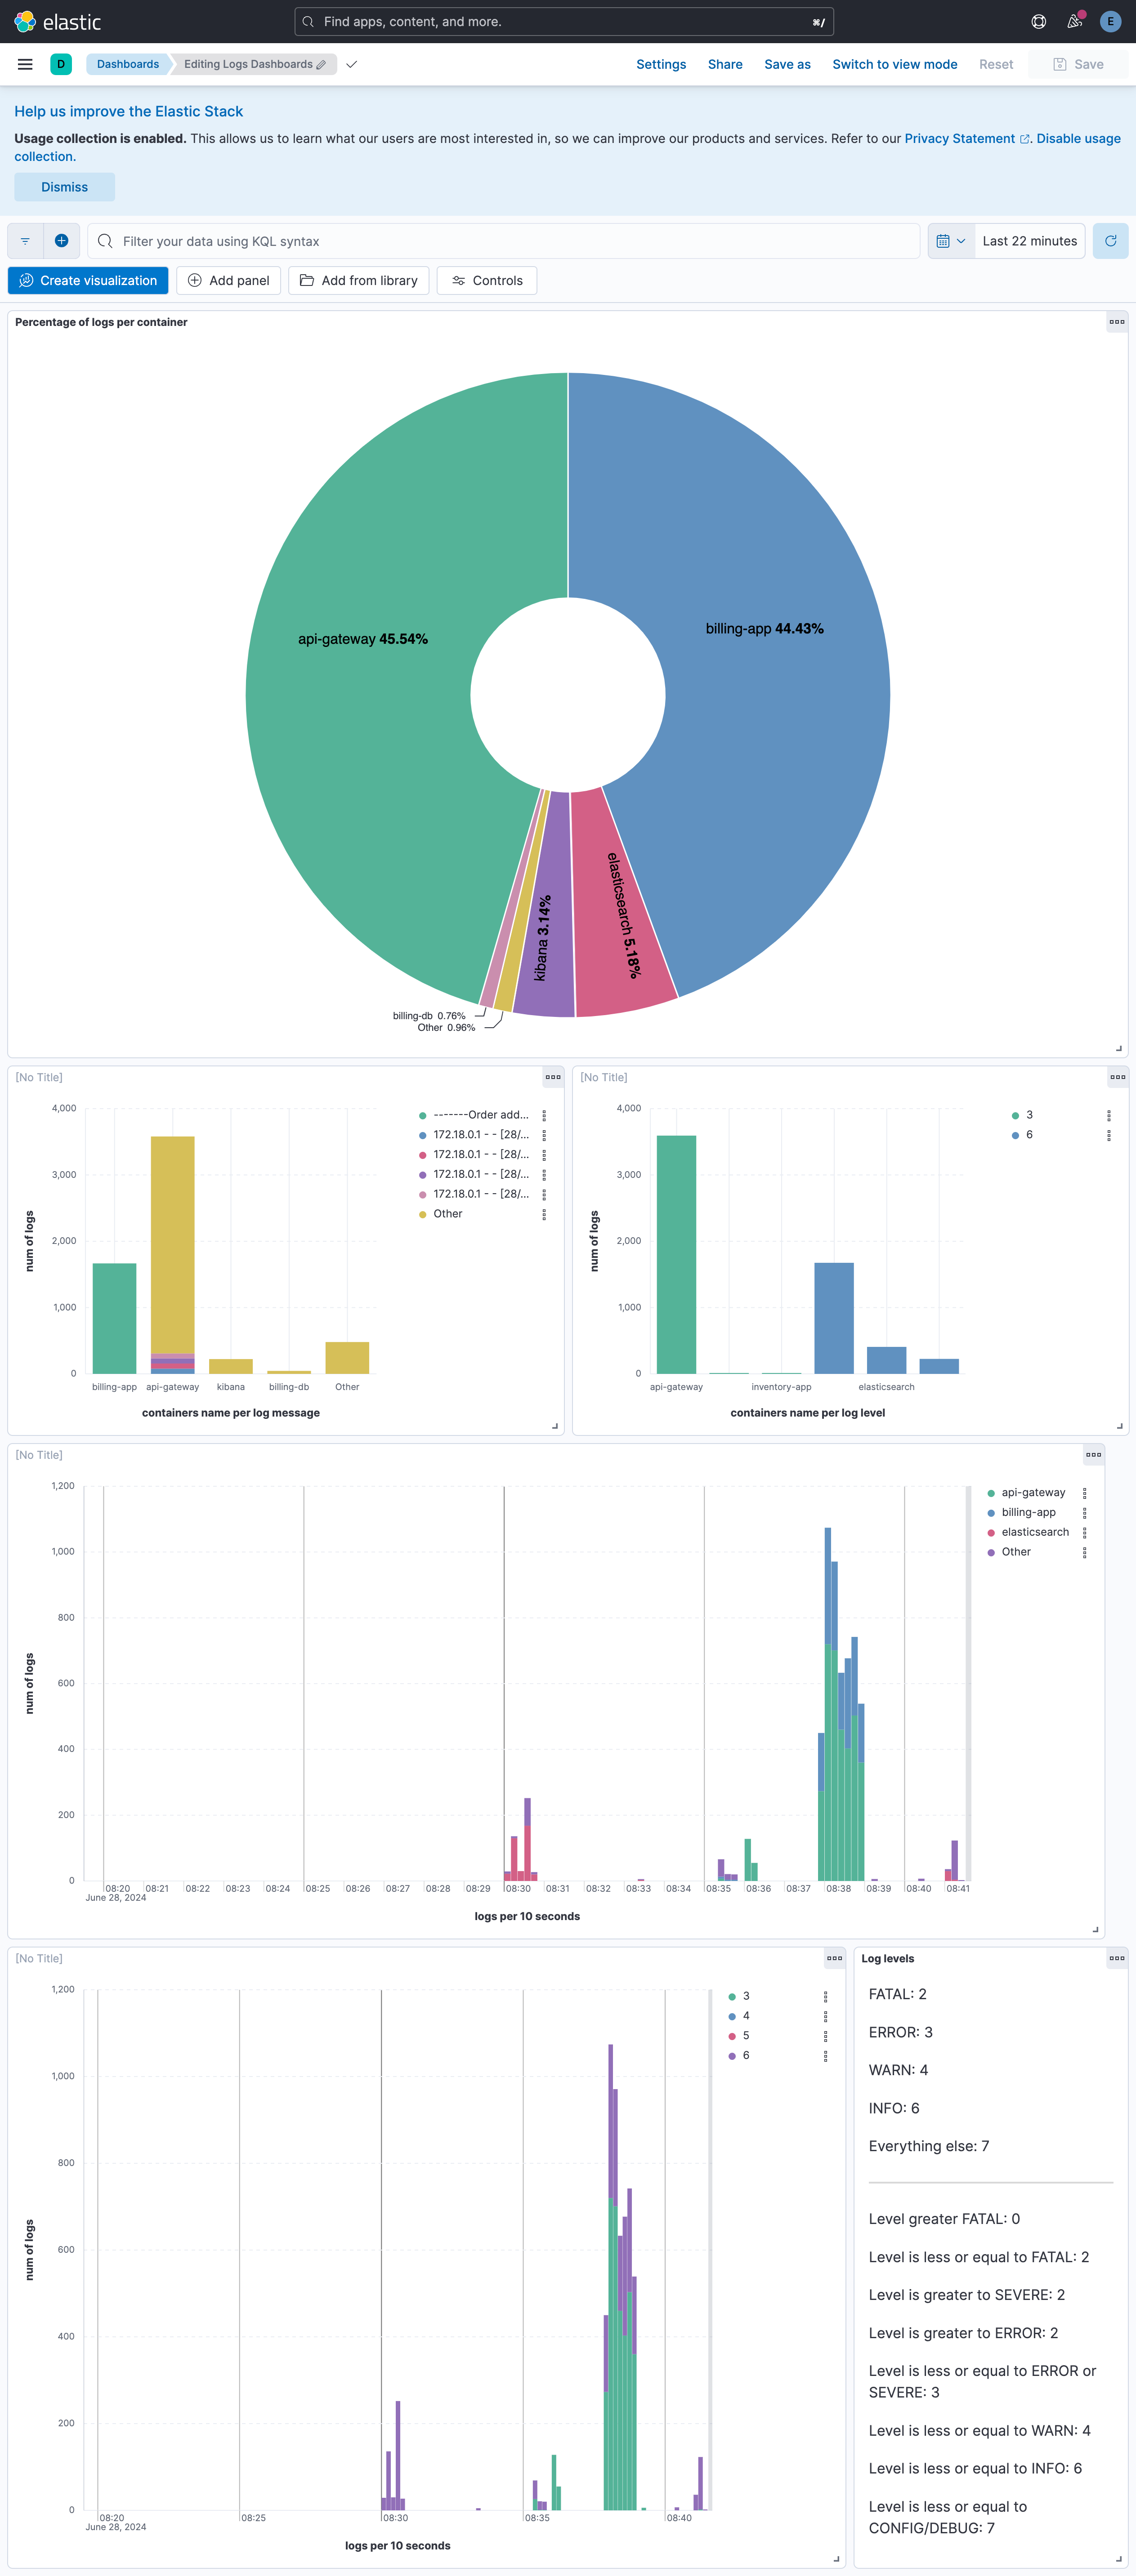 elastic
Find apps, content, and more.
⌘/
E
D
Dashboards
Editing Logs Dashboards
Settings
Share
Save as
Switch to view mode
Reset
Save
Help us improve the Elastic Stack
Usage collection is enabled. This allows us to learn what our users are most interested in, so we can improve our products and services. Refer to our Privacy Statement. Disable usage
collection.
Dismiss
Filter your data using KQL syntax
Last 22 minutes
Create visualization
Add panel
Add from library
Controls
Percentage of logs per container
api-gateway 45.54%
billing-app 44.43%
elasticsearch 5.18%
kibana 3.14%
billing-db 0.76%
Other 0.96%
[No Title]
4,000
3,000
2,000
1,000
0
num of logs
billing-app
api-gateway
kibana
billing-db
Other
containers name per log message
-------Order add...
172.18.0.1 - - [28/...
172.18.0.1 - - [28/...
172.18.0.1 - - [28/...
172.18.0.1 - - [28/...
Other
[No Title]
4,000
3,000
2,000
1,000
0
num of logs
api-gateway
inventory-app
elasticsearch
containers name per log level
3
6
[No Title]
1,200
1,000
800
600
400
200
0
num of logs
08:20
08:21
08:22
08:23
08:24
08:25
08:26
08:27
08:28
08:29
08:30
08:31
08:32
08:33
08:34
08:35
08:36
08:37
08:38
08:39
08:40
08:41
June 28, 2024
logs per 10 seconds
api-gateway
billing-app
elasticsearch
Other
[No Title]
1,200
1,000
800
600
400
200
0
num of logs
08:20
08:25
08:30
08:35
08:40
June 28, 2024
logs per 10 seconds
3
4
5
6
Log levels
FATAL: 2
ERROR: 3
WARN: 4
INFO: 6
Everything else: 7
Level greater FATAL: 0
Level is less or equal to FATAL: 2
Level is greater to SEVERE: 2
Level is greater to ERROR: 2
Level is less or equal to ERROR or
SEVERE: 3
Level is less or equal to WARN: 4
Level is less or equal to INFO: 6
Level is less or equal to
CONFIG/DEBUG: 7